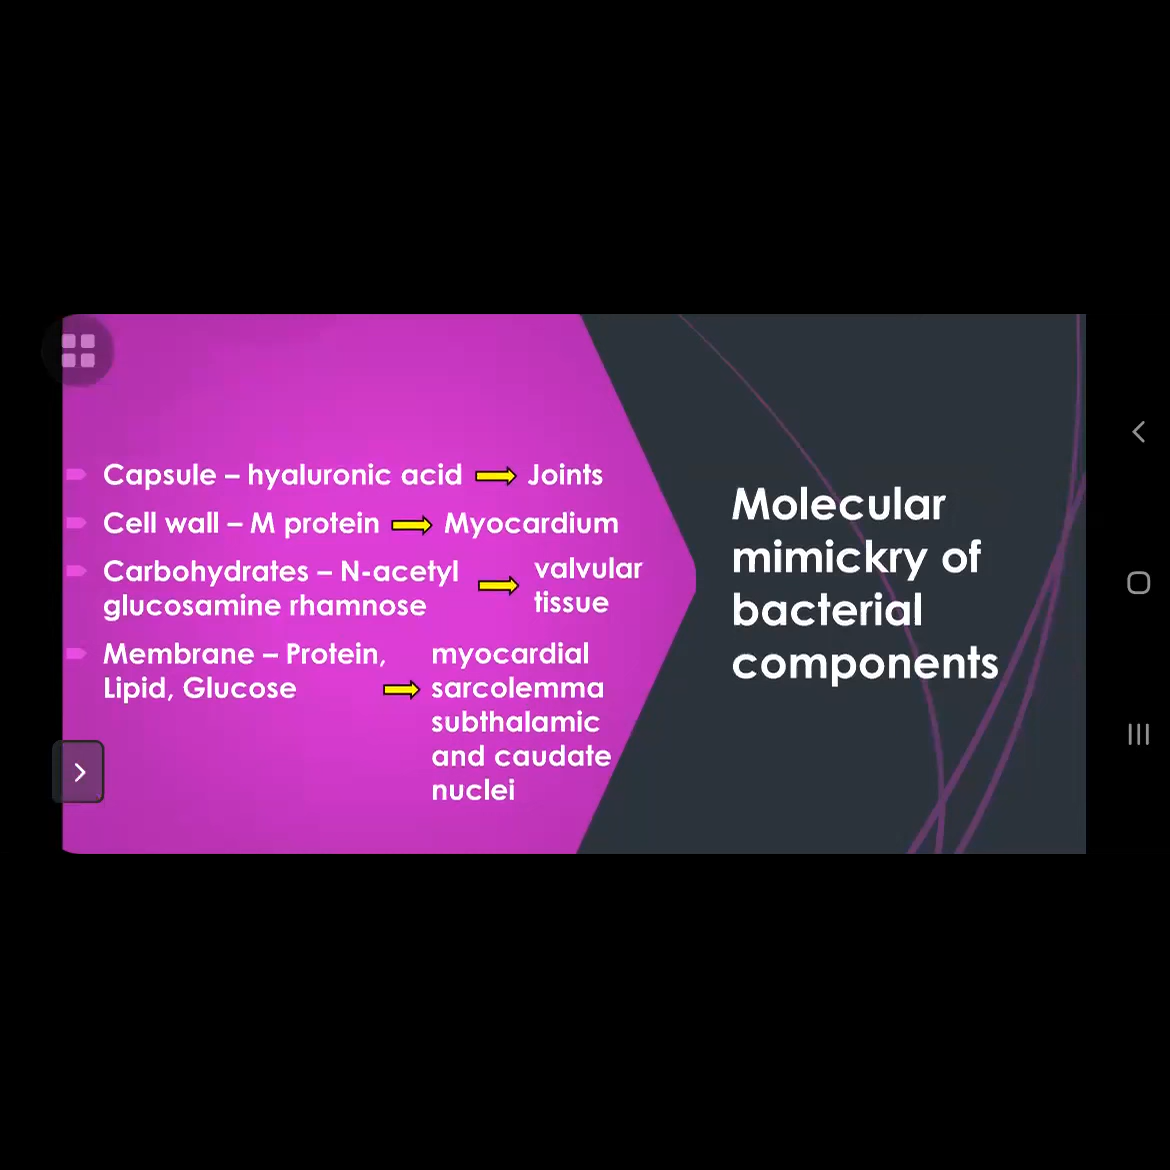 Capsule – hyaluronic acid Joints
Cell wall – M protein Myocardium
Carbohydrates – N-acetyl
glucosamine rhamnose
valvular
tissue
Membrane – Protein,
Lipid, Glucose
myocardial
sarcolemma
subthalamic
and caudate
nuclei
Molecular
mimickry of
bacterial
components